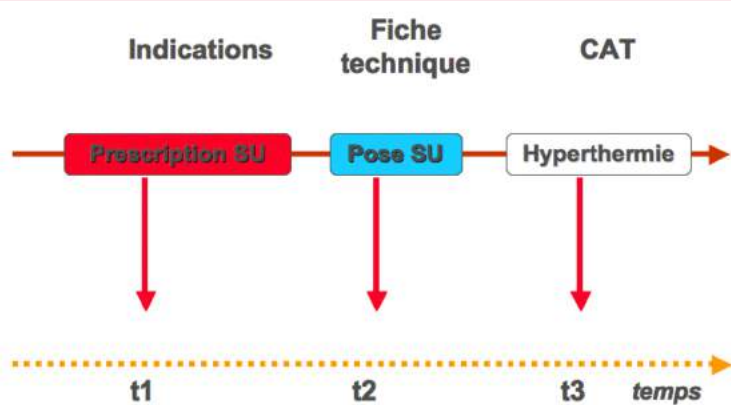 Indications
Fiche
technique
CAT
Prescription SU
Pose SU
Hyperthermie
t1
t2
t3
temps